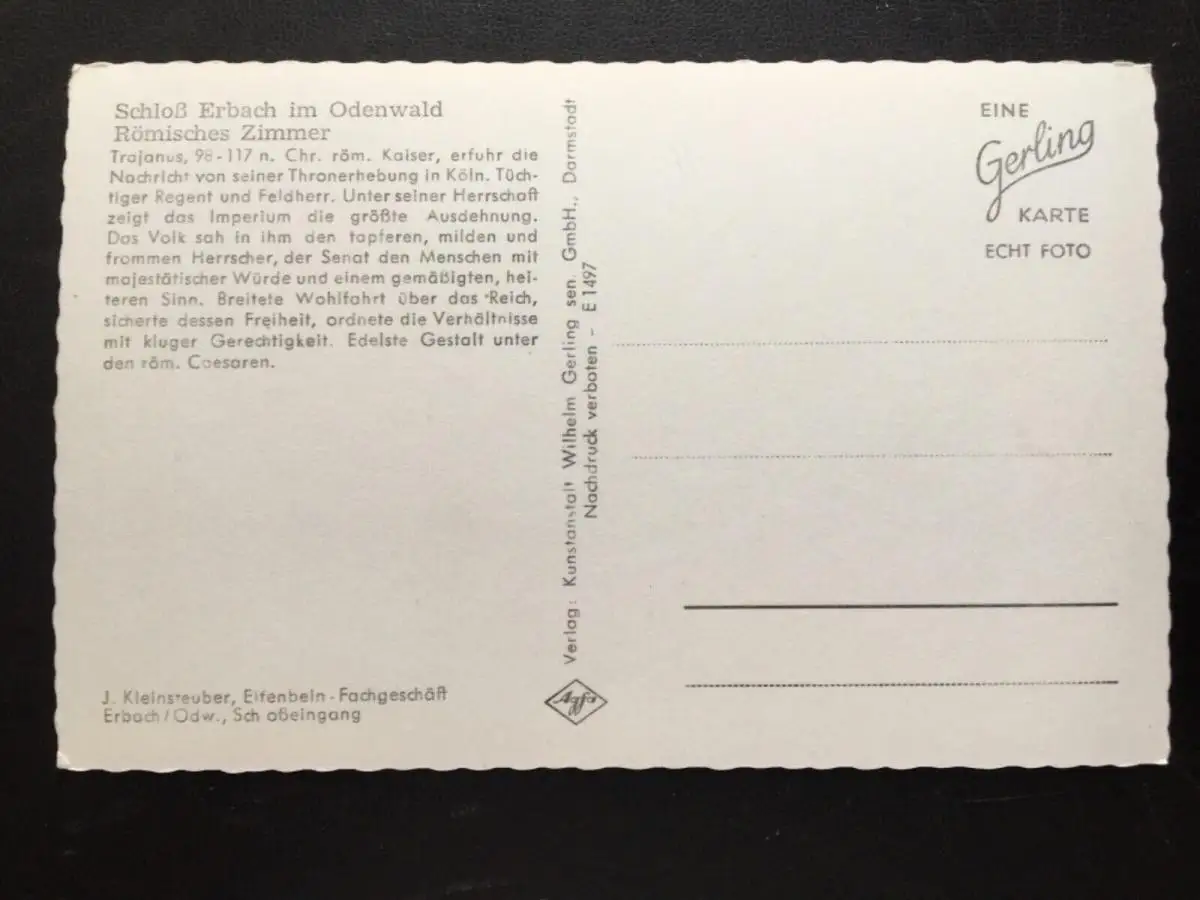 Schloß Erbach im Odenwald
Römisches Zimmer
Trajanus, 98-117 n. Chr. röm. Kaiser, erfuhr die
Nachricht von seiner Thronerhebung in Köln. Tüch-
tiger Regent und Feldherr. Unter seiner Herrschaft
zeigt das Imperium die größte Ausdehnung.
Das Volk sah in ihm den tapferen, milden und
frommen Herrscher, der Senat den Menschen mit
majestätischer Würde und einem gemäßigten, hei-
teren Sinn. Breitete Wohlfahrt über das Reich,
sicherte dessen Freiheit, ordnete die Verhältnisse
mit kluger Gerechtigkeit. Edelste Gestalt unter
den röm. Caesaren.
J. Kleinsteuber, Elfenbein-Fachgeschäft
Erbach/Odw., Schloßeingang
Verlag: Kunstanstalt Wilhelm Gerling sen. GmbH., Darmstadt
Nachdruck verboten - E 1497
Agfa
EINE
Gerling
KARTE
ECHT FOTO